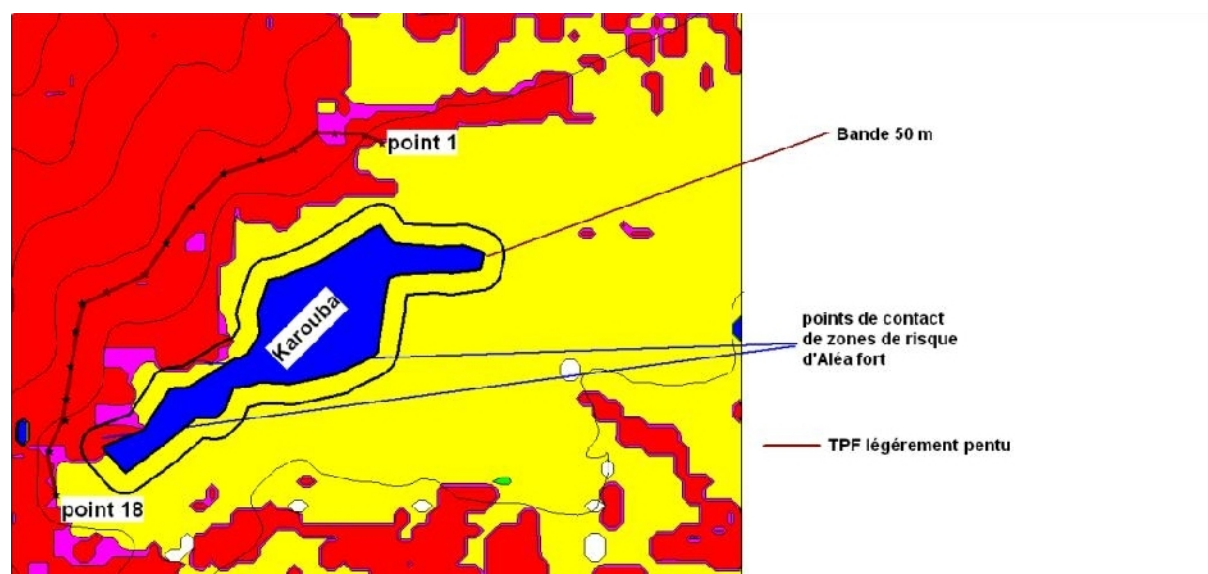 point 1
Bande 50 m
Karouba
points de contact
de zones de risque
d'Aléa fort
TPF légérement pentu
point 18